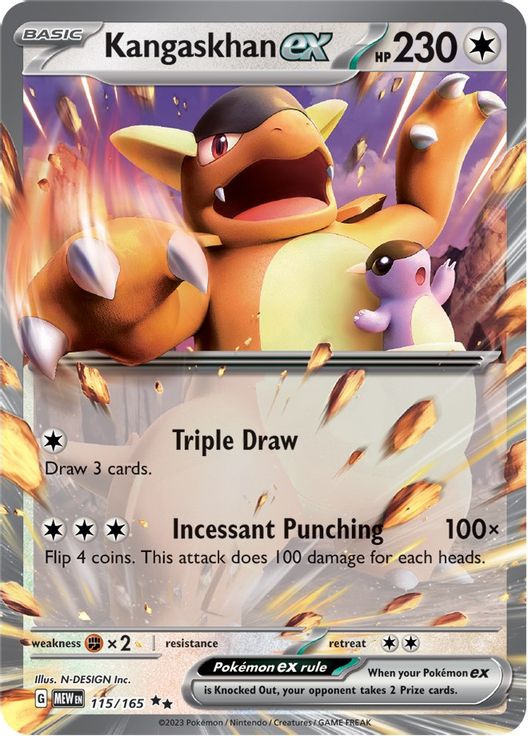 BASIC
Kangaskhan ex HP 230
Triple Draw
Draw 3 cards.
Incessant Punching 100×
Flip 4 coins. This attack does 100 damage for each heads.
weakness ×2 resistance retreat
Illus. N-DESIGN Inc.
Pokémon ex rule
When your Pokémon ex
is Knocked Out, your opponent takes 2 Prize cards.
G MEW EN 115/165
©2023 Pokémon / Nintendo / Creatures / GAME FREAK